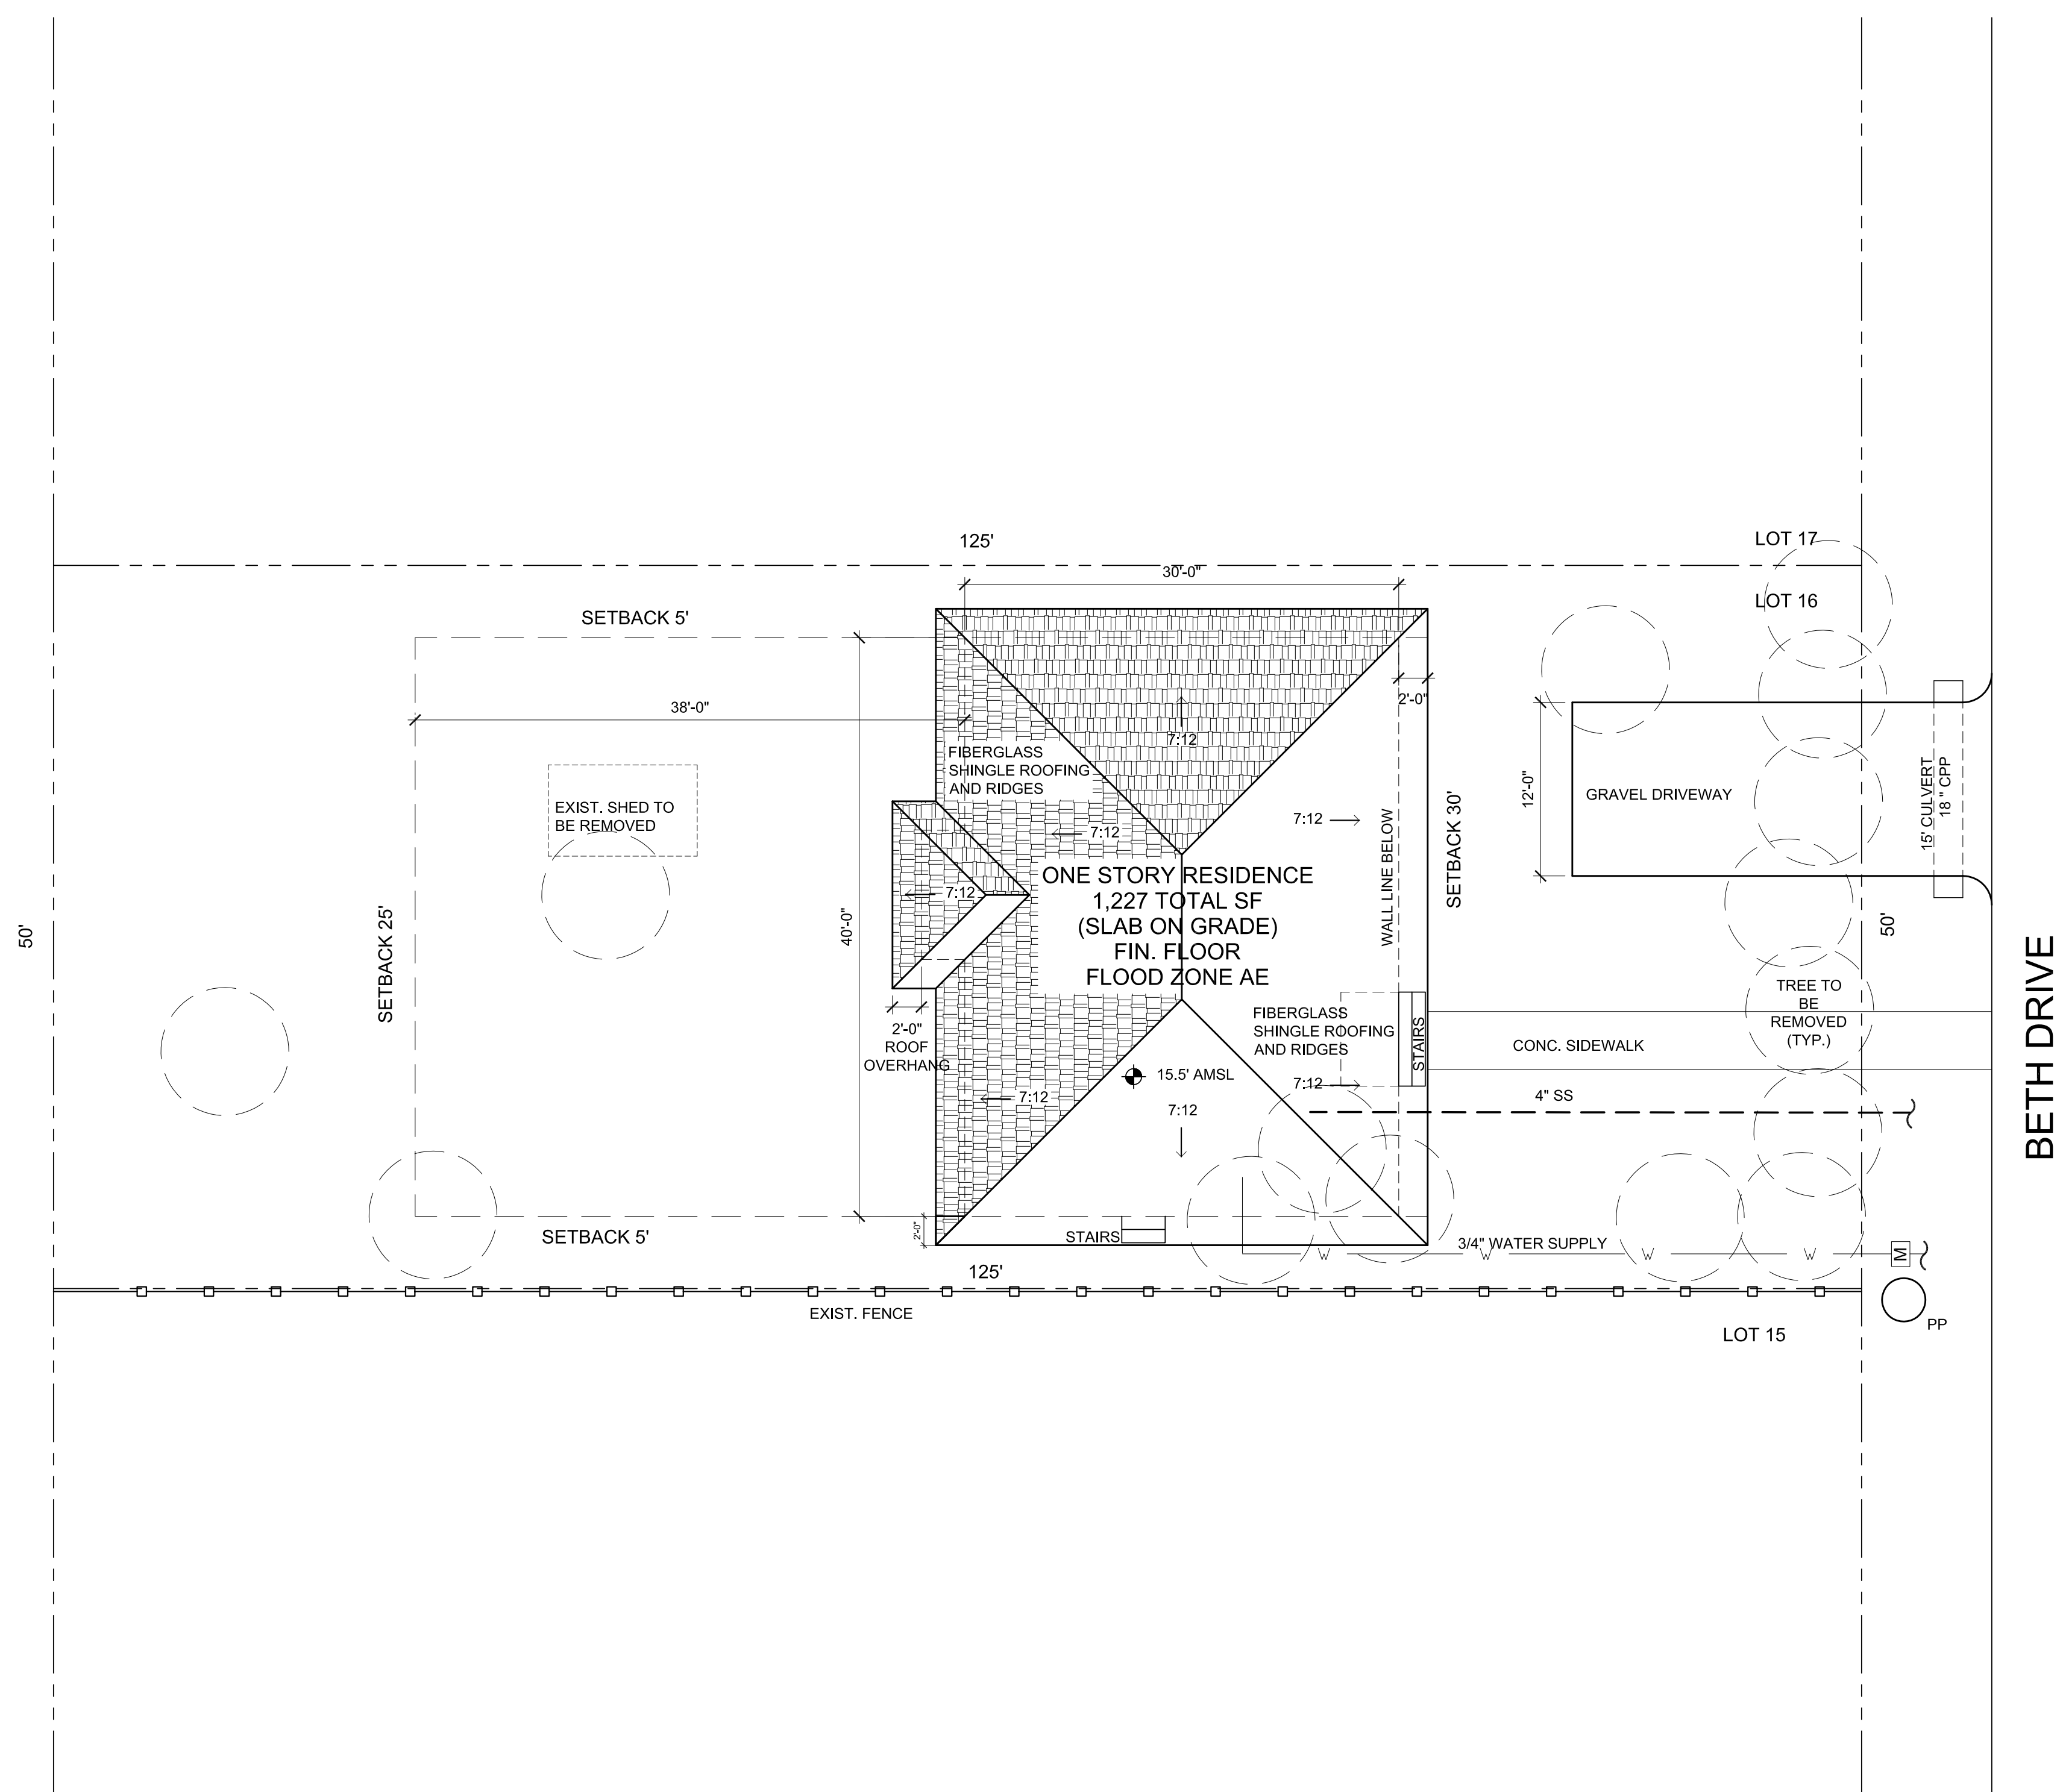 125'
LOT 17
30'-0"
LOT 16
SETBACK 5'
2'-0"
38'-0"
7:12
FIBERGLASS
SHINGLE ROOFING
AND RIDGES
EXIST. SHED TO
BE REMOVED
12'-0"
GRAVEL DRIVEWAY
15' CULVERT
18 " CPP
7:12
7:12
WALL LINE BELOW
SETBACK 30'
7:12
40'-0"
ONE STORY RESIDENCE
1,227 TOTAL SF
(SLAB ON GRADE)
FIN. FLOOR
FLOOD ZONE AE
50'
SETBACK 25'
50'
BETH DRIVE
TREE TO
BE
REMOVED
(TYP.)
FIBERGLASS
SHINGLE ROOFING
AND RIDGES
STAIRS
CONC. SIDEWALK
2'-0"
ROOF
OVERHANG
15.5' AMSL
7:12
7:12
7:12
4" SS
SETBACK 5'
2'-0"
STAIRS
3/4" WATER SUPPLY
W
W
W
W
M
125'
EXIST. FENCE
PP
LOT 15